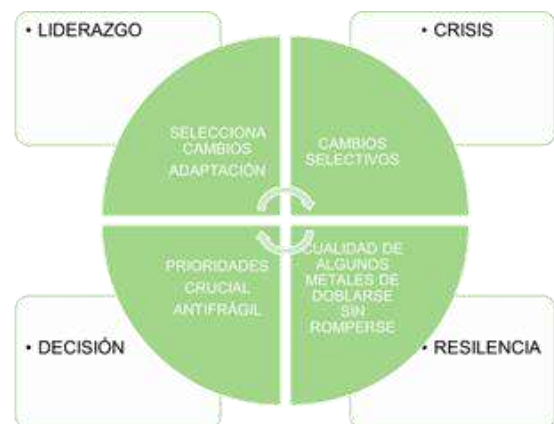 • LIDERAZGO
• CRISIS
SELECCIONA
CAMBIOS
ADAPTACIÓN
CAMBIOS
SELECTIVOS
PRIORIDADES
CRUCIAL
ANTIFRÁGIL
CUALIDAD DE
ALGUNOS
METALES DE
DOBLARSE
SIN
ROMPERSE
• DECISIÓN
• RESILENCIA